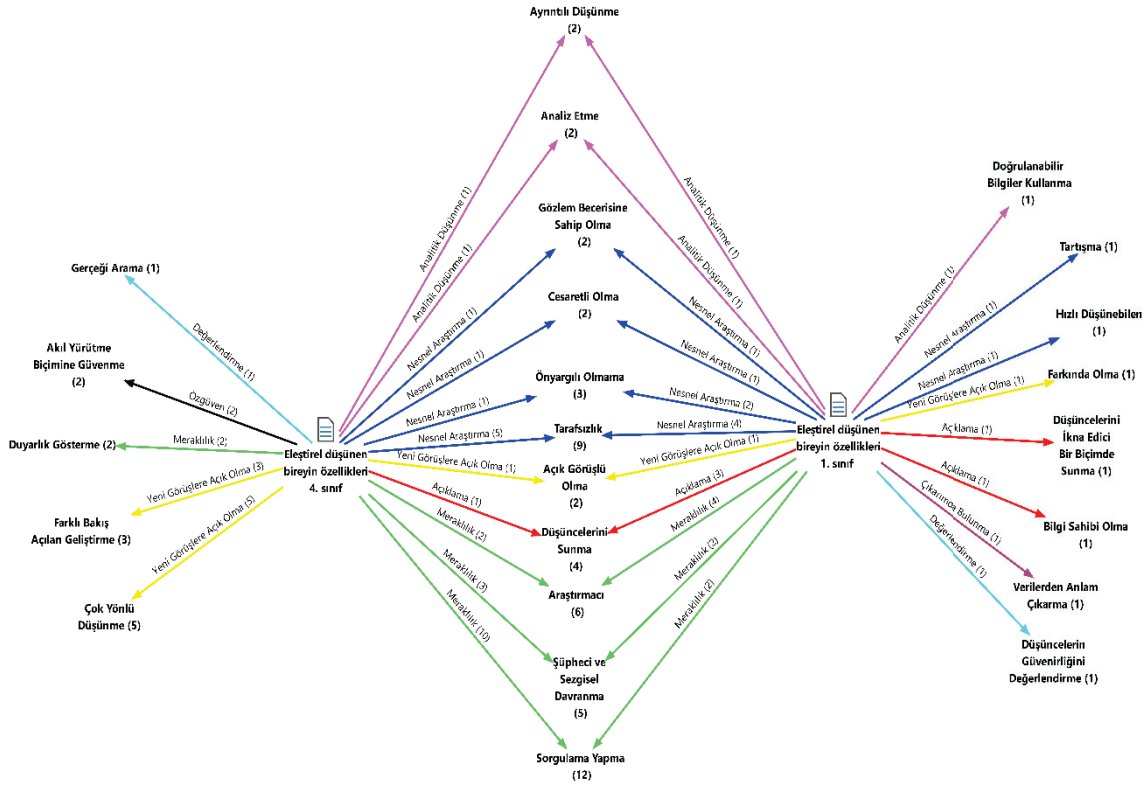 Ayrıntılı Düşünme
(2)
Analiz Etme
(2)
Gözlem Becerisine
Sahip Olma
(2)
Cesaretli Olma
(2)
Önyargılı Olmama
(3)
Tarafsızlık
(9)
Açık Görüşlü
Olma
(2)
Düşüncelerini
Sunma
(4)
Araştırmacı
(6)
Şüpheci ve
Sezgisel
Davranma
(5)
Sorgulama Yapma
(12)
Gerçeği Arama (1)
Akıl Yürütme
Biçimine Güvenme
(2)
Duyarlık Gösterme (2)
Farklı Bakış
Açıları Geliştirme (3)
Çok Yönlü
Düşünme (5)
Eleştirel düşünen
bireyin özellikleri
4. sınıf
Değerlendirme (1)
Özgüven (2)
Meraklılık (2)
Yeni Görüşlere Açık Olma (3)
Yeni Görüşlere Açık Olma (5)
Analitik Düşünme (1)
Analitik Düşünme (1)
Nesnel Araştırma (1)
Nesnel Araştırma (1)
Nesnel Araştırma (1)
Nesnel Araştırma (5)
Yeni Görüşlere Açık Olma (1)
Açıklama (1)
Meraklılık (2)
Meraklılık (3)
Meraklılık (10)
Analitik Düşünme (1)
Analitik Düşünme (1)
Nesnel Araştırma (1)
Nesnel Araştırma (1)
Nesnel Araştırma (2)
Nesnel Araştırma (4)
Yeni Görüşlere Açık Olma (1)
Açıklama (3)
Meraklılık (4)
Meraklılık (2)
Meraklılık (2)
Eleştirel düşünen
bireyin özellikleri
1. sınıf
Analitik Düşünme (1)
Nesnel Araştırma (1)
Nesnel Araştırma (1)
Yeni Görüşlere Açık Olma (1)
Açıklama (1)
Açıklama (1)
Çıkarımda Bulunma (1)
Değerlendirme (1)
Doğrulanabilir
Bilgiler Kullanma
(1)
Tartışma (1)
Hızlı Düşünebilen
(1)
Farkında Olma (1)
Düşüncelerini
İkna Edici
Bir Biçimde
Sunma (1)
Bilgi Sahibi Olma
(1)
Verilerden Anlam
Çıkarma (1)
Düşüncelerin
Güvenirliğini
Değerlendirme (1)